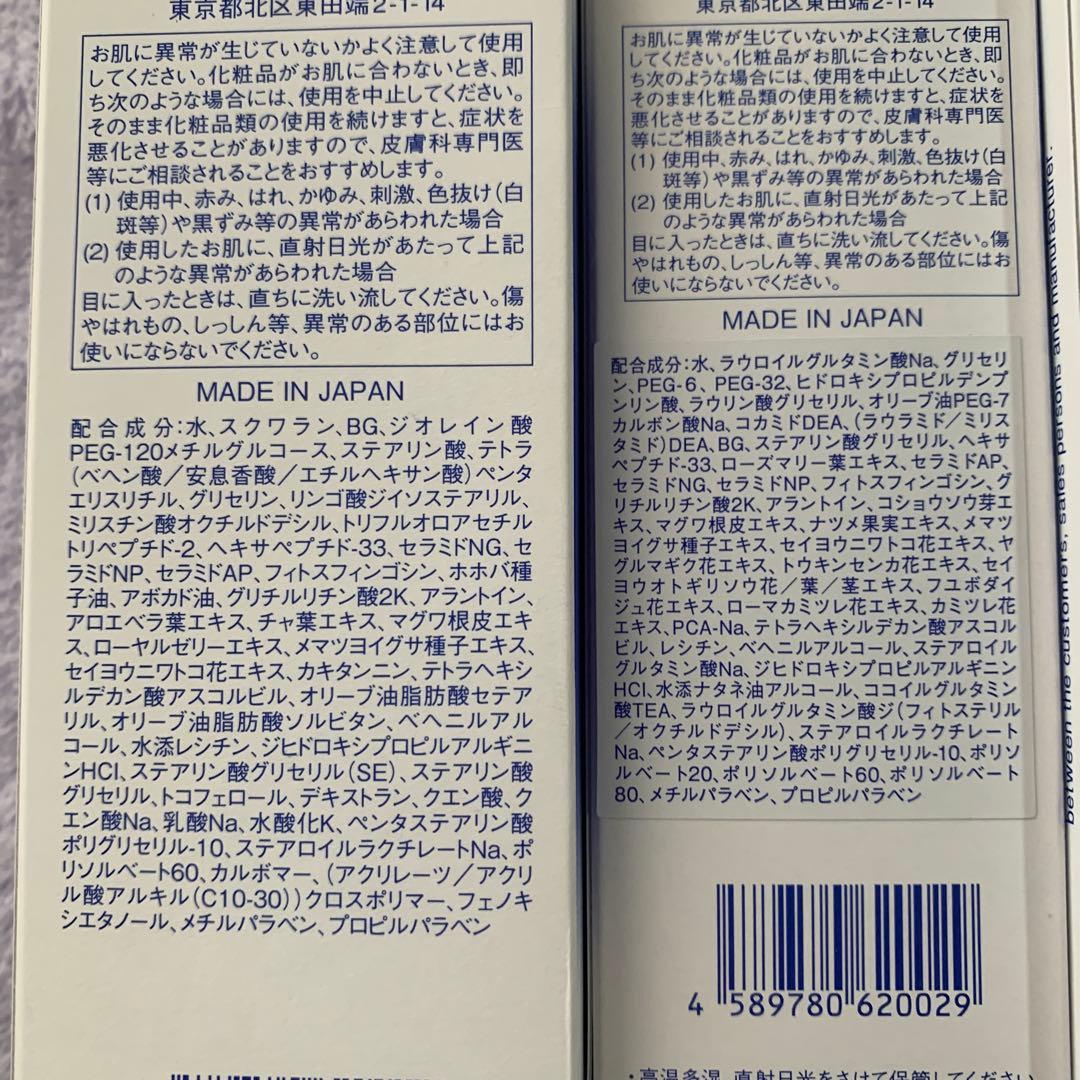 東京都北区東田端2-1-14
お肌に異常が生じていないかよく注意して使用
してください。化粧品がお肌に合わないとき、即
ち次のような場合には、使用を中止してください。
そのまま化粧品類の使用を続けますと、症状を
悪化させることがありますので、皮膚科専門医
等にご相談されることをおすすめします。
(1) 使用中、赤み、はれ、かゆみ、刺激、色抜け(白
斑等)や黒ずみ等の異常があらわれた場合
(2) 使用したお肌に、直射日光があたって上記
のような異常があらわれた場合
目に入ったときは、直ちに洗い流してください。傷
やはれもの、しっしん等、異常のある部位にはお
使いにならないでください。
MADE IN JAPAN
配合成分:水、スクワラン、BG、ジオレイン酸
PEG-120メチルグルコース、ステアリン酸、テトラ
(ベヘン酸/安息香酸/エチルヘキサン酸)ペンタ
エリスリチル、グリセリン、リンゴ酸ジイソステアリル、
ミリスチン酸オクチルドデシル、トリフルオロアセチル
トリペプチド-2、ヘキサペプチド-33、セラミドNG、セ
ラミドNP、セラミドAP、フィトスフィンゴシン、ホホバ種
子油、アボカド油、グリチルリチン酸2K、アラントイン、
アロエベラ葉エキス、チャ葉エキス、マグワ根皮エキ
ス、ローヤルゼリーエキス、メマツヨイグサ種子エキス、
セイヨウニワトコ花エキス、カキタンニン、テトラヘキシ
ルデカン酸アスコルビル、オリーブ油脂肪酸セテア
リル、オリーブ油脂肪酸ソルビタン、ベヘニルアル
コール、水添レシチン、ジヒドロキシプロピルアルギニ
ンHCl、ステアリン酸グリセリル(SE)、ステアリン酸
グリセリル、トコフェロール、デキストラン、クエン酸、ク
エン酸Na、乳酸Na、水酸化K、ペンタステアリン酸
ポリグリセリル-10、ステアロイルラクチレートNa、ポ
リソルベート60、カルボマー、(アクリレーツ/アクリ
ル酸アルキル(C10-30))クロスポリマー、フェノキ
シエタノール、メチルパラベン、プロピルパラベン
東京都北区東田端2-1-14
お肌に異常が生じていないかよく注意して使用
してください。化粧品がお肌に合わないとき、即
ち次のような場合には、使用を中止してください。
そのまま化粧品類の使用を続けますと、症状を
悪化させることがありますので、皮膚科専門医
等にご相談されることをおすすめします。
(1) 使用中、赤み、はれ、かゆみ、刺激、色抜け(白
斑等)や黒ずみ等の異常があらわれた場合
(2) 使用したお肌に、直射日光があたって上記
のような異常があらわれた場合
目に入ったときは、直ちに洗い流してください。傷
やはれもの、しっしん等、異常のある部位にはお
使いにならないでください。
MADE IN JAPAN
配合成分:水、ラウロイルグルタミン酸Na、グリセリ
ン、PEG-6、PEG-32、ヒドロキシプロピルデンプ
ンリン酸、ラウリン酸グリセリル、オリーブ油PEG-7
カルボン酸Na、コカミドDEA、(ラウラミド/ミリス
タミド)DEA、BG、ステアリン酸グリセリル、ヘキサ
ペプチド-33、ローズマリー葉エキス、セラミドAP、
セラミドNG、セラミドNP、フィトスフィンゴシン、グ
リチルリチン酸2K、アラントイン、コショウソウ芽エ
キス、マグワ根皮エキス、ナツメ果実エキス、メマツ
ヨイグサ種子エキス、セイヨウニワトコ花エキス、ヤ
グルマギク花エキス、トウキンセンカ花エキス、セイ
ヨウオトギリソウ花/葉/茎エキス、フユボダイ
ジュ花エキス、ローマカミツレ花エキス、カミツレ花
エキス、PCA-Na、テトラヘキシルデカン酸アスコル
ビル、レシチン、ベヘニルアルコール、ステアロイル
グルタミン酸Na、ジヒドロキシプロピルアルギニン
HCl、水添ナタネ油アルコール、ココイルグルタミン
酸TEA、ラウロイルグルタミン酸ジ(フィトステリル
/オクチルドデシル)、ステアロイルラクチレート
Na、ペンタステアリン酸ポリグリセリル-10、ポリソ
ルベート20、ポリソルベート60、ポリソルベート
80、メチルパラベン、プロピルパラベン
4 589780 620029
・高温多湿、直射日光をさけて保管してください
between the customers, sales persons and manufacturer.